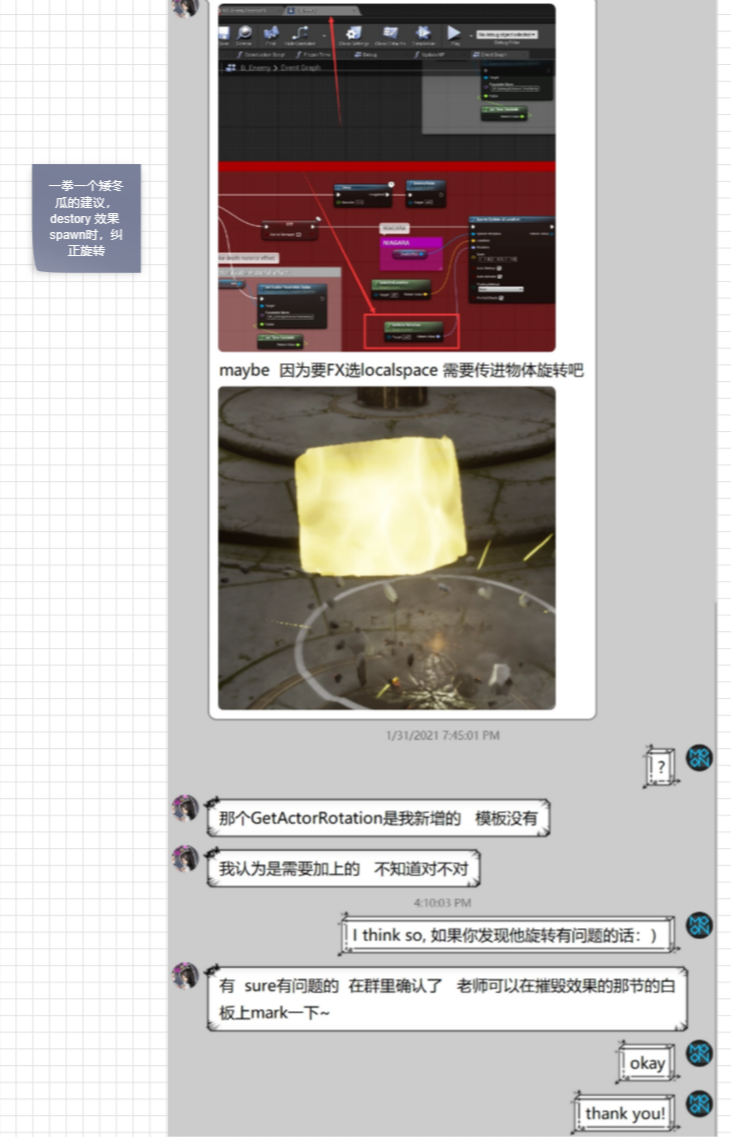 B_Enemy > Event Graph
一拳一个矮冬
瓜的建议，
destory 效果
spawn时，纠
正旋转
NIAGARA
NIAGARA
maybe 因为要FX选localspace 需要传进物体旋转吧
1/31/2021 7:45:01 PM
?
那个GetActorRotation是我新增的 模板没有
我认为是需要加上的 不知道对不对
4:10:03 PM
I think so, 如果你发现他旋转有问题的话：)
有 sure有问题的 在群里确认了 老师可以在摧毁效果的那节的白
板上mark一下~
okay
thank you!